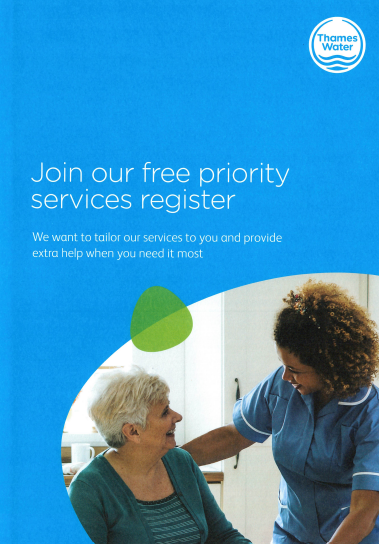 Thames
Water
Join our free priority
services register
We want to tailor our services to you and provide
extra help when you need it most